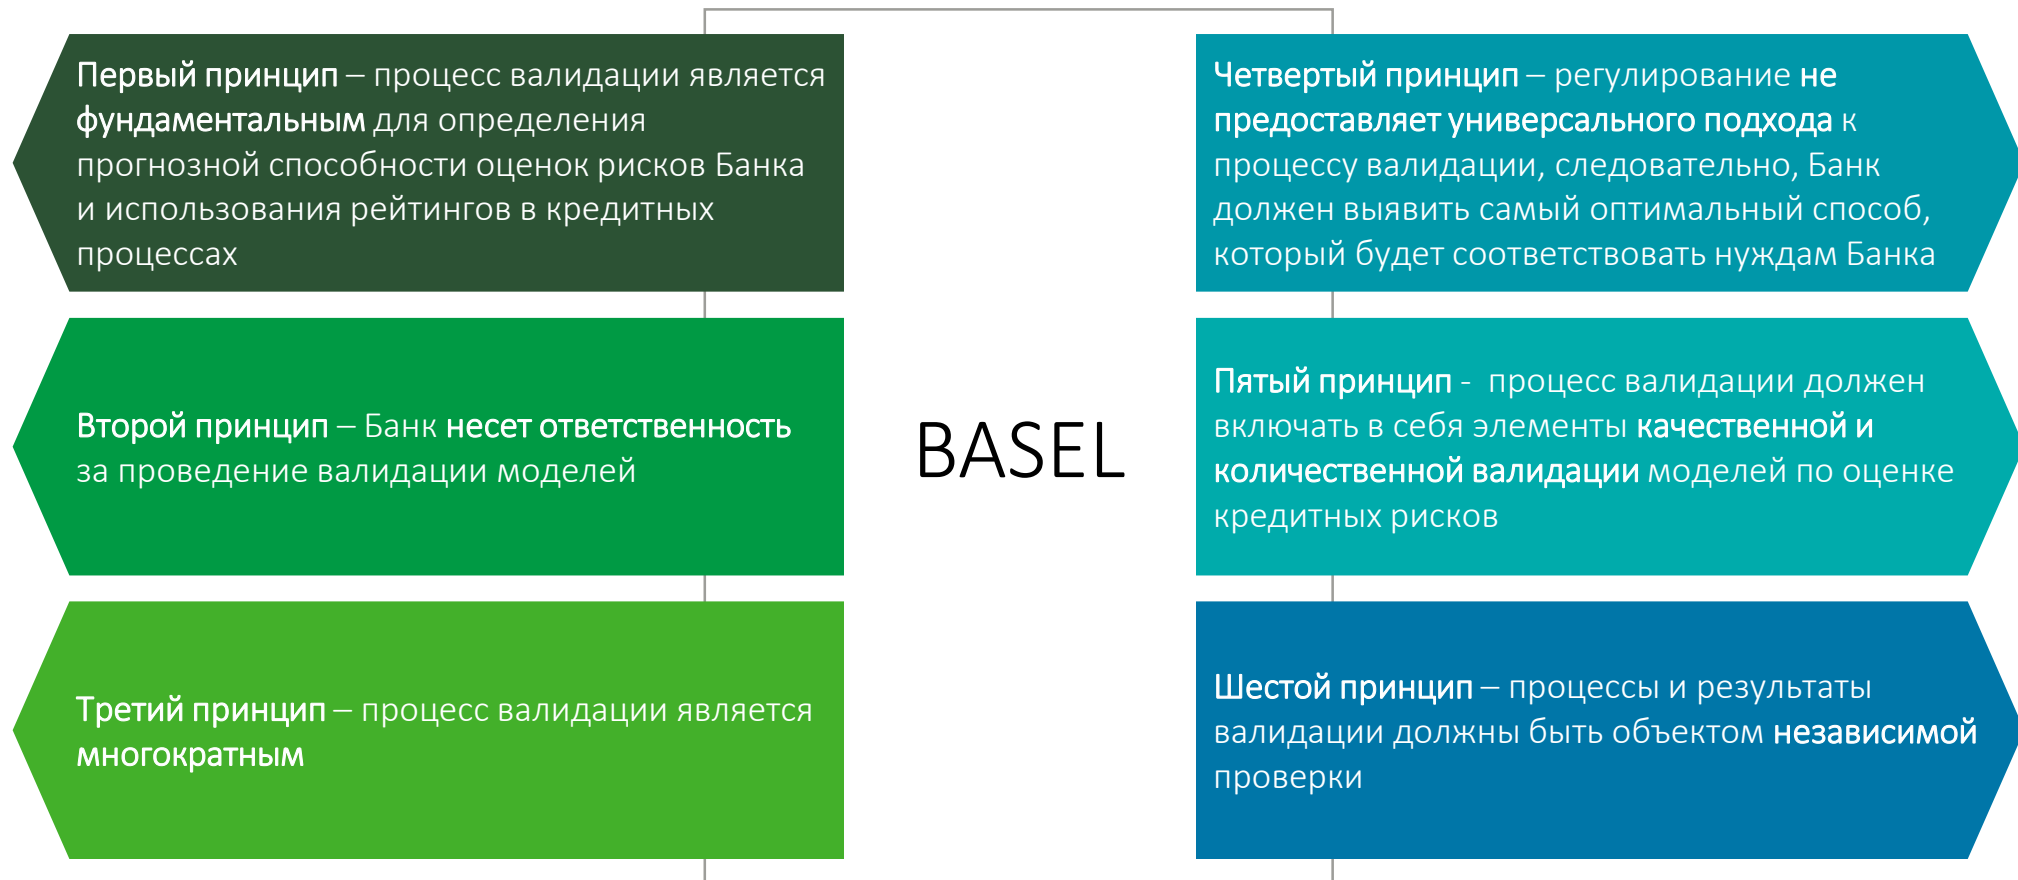 Первый принцип – процесс валидации является
фундаментальным для определения
прогнозной способности оценок рисков Банка
и использования рейтингов в кредитных
процессах
Второй принцип – Банк несет ответственность
за проведение валидации моделей
Третий принцип – процесс валидации является
многократным
BASEL
Четвертый принцип – регулирование не
предоставляет универсального подхода к
процессу валидации, следовательно, Банк
должен выявить самый оптимальный способ,
который будет соответствовать нуждам Банка
Пятый принцип - процесс валидации должен
включать в себя элементы качественной и
количественной валидации моделей по оценке
кредитных рисков
Шестой принцип – процессы и результаты
валидации должны быть объектом независимой
проверки